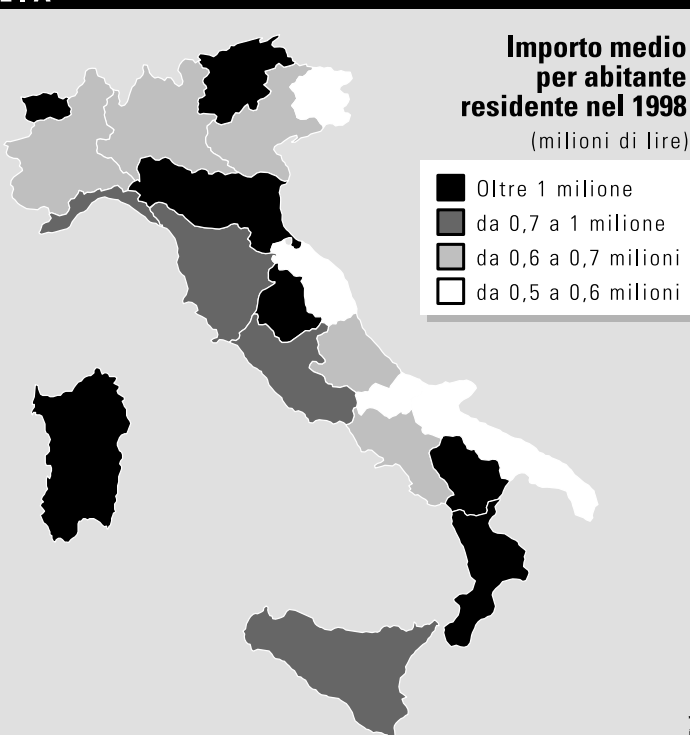 Importo medio
per abitante
residente nel 1998
(milioni di lire)
Oltre 1 milione
da 0,7 a 1 milione
da 0,6 a 0,7 milioni
da 0,5 a 0,6 milioni